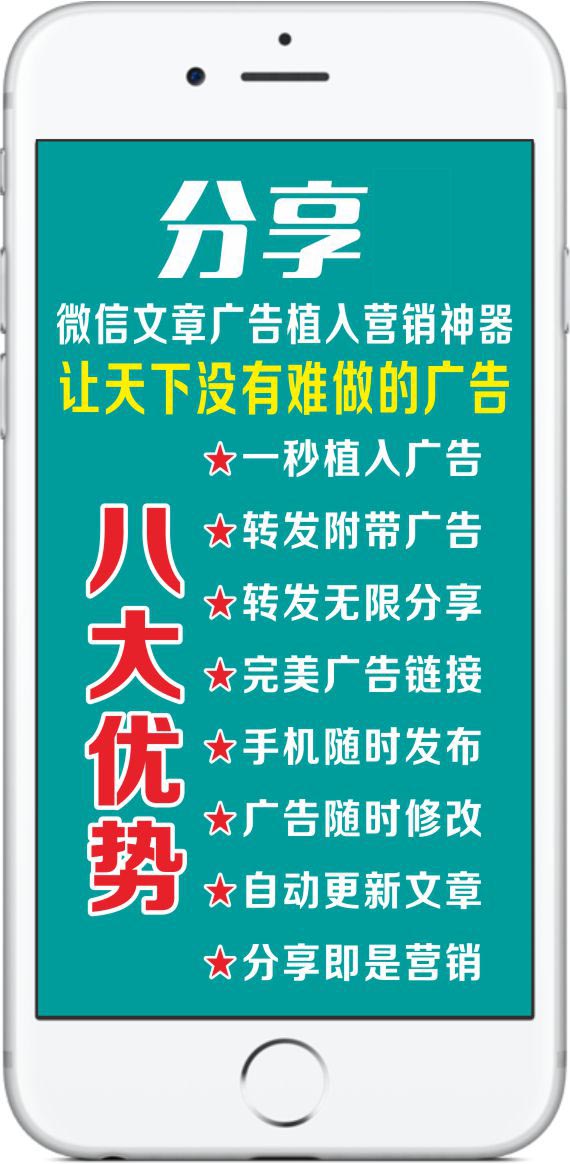 分享
微信文章广告植入营销神器
让天下没有难做的广告
八大优势
★一秒植入广告
★转发附带广告
★转发无限分享
★完美广告链接
★手机随时发布
★广告随时修改
★自动更新文章
★分享即是营销